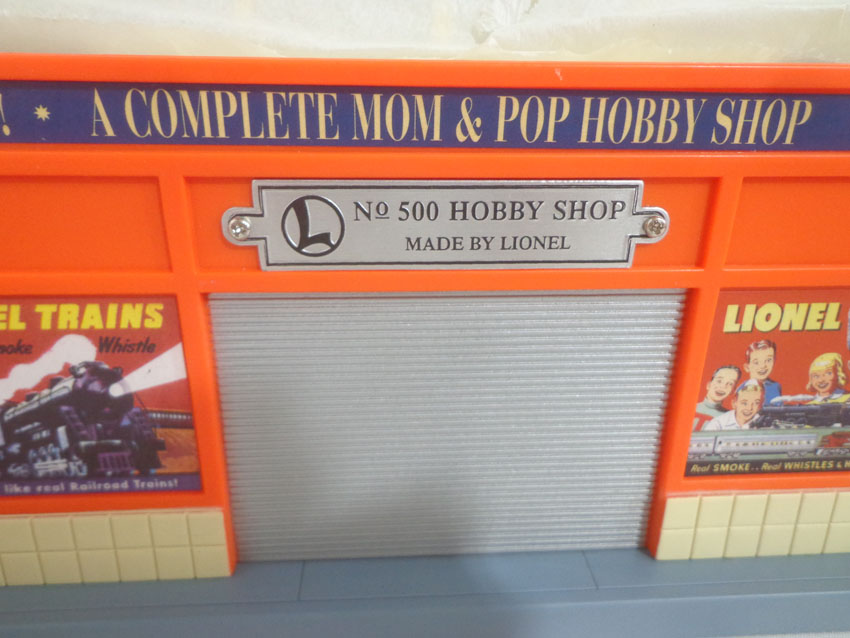 ! * A COMPLETE MOM & POP HOBBY SHOP
L No 500 HOBBY SHOP
MADE BY LIONEL
EL TRAINS
moke Whistle
like real Railroad Trains!
LIONEL
Real SMOKE.. Real WHISTLES &